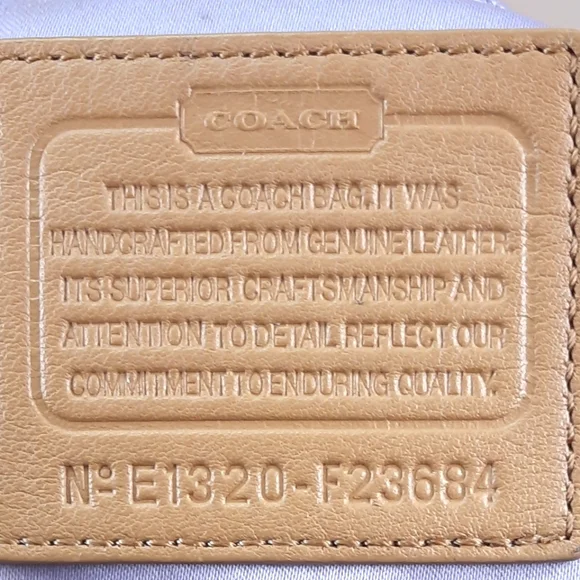 COACH
THIS IS A COACH BAG. IT WAS
HANDCRAFTED FROM GENUINE LEATHER.
ITS SUPERIOR CRAFTSMANSHIP AND
ATTENTION TO DETAIL REFLECT OUR
COMMITMENT TO ENDURING QUALITY.
Nº E1320-F23684